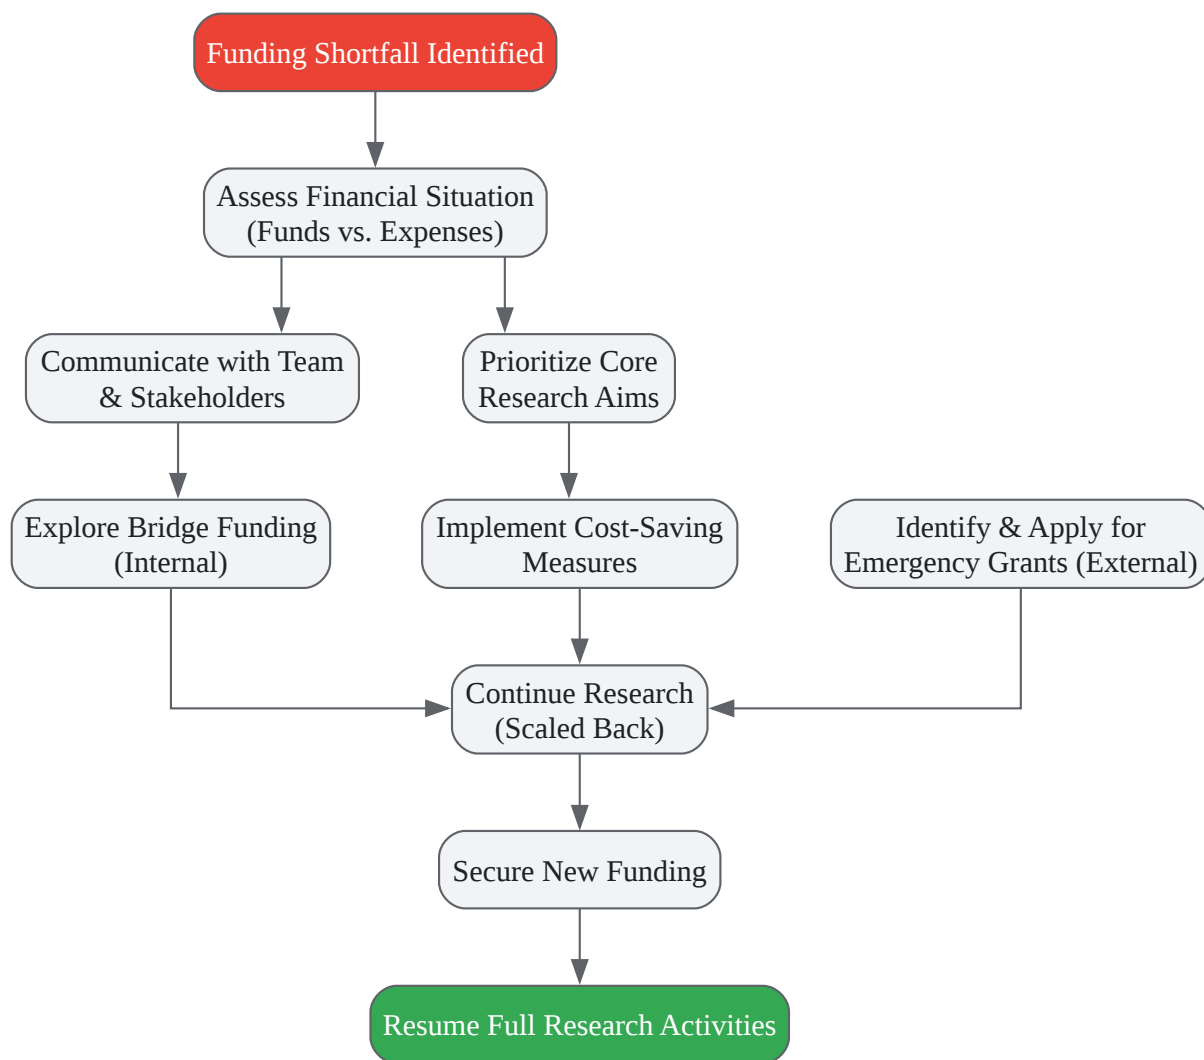 Funding Shortfall Identified
Assess Financial Situation
(Funds vs. Expenses)
Communicate with Team
& Stakeholders
Prioritize Core
Research Aims
Explore Bridge Funding
(Internal)
Implement Cost-Saving
Measures
Identify & Apply for
Emergency Grants (External)
Continue Research
(Scaled Back)
Secure New Funding
Resume Full Research Activities